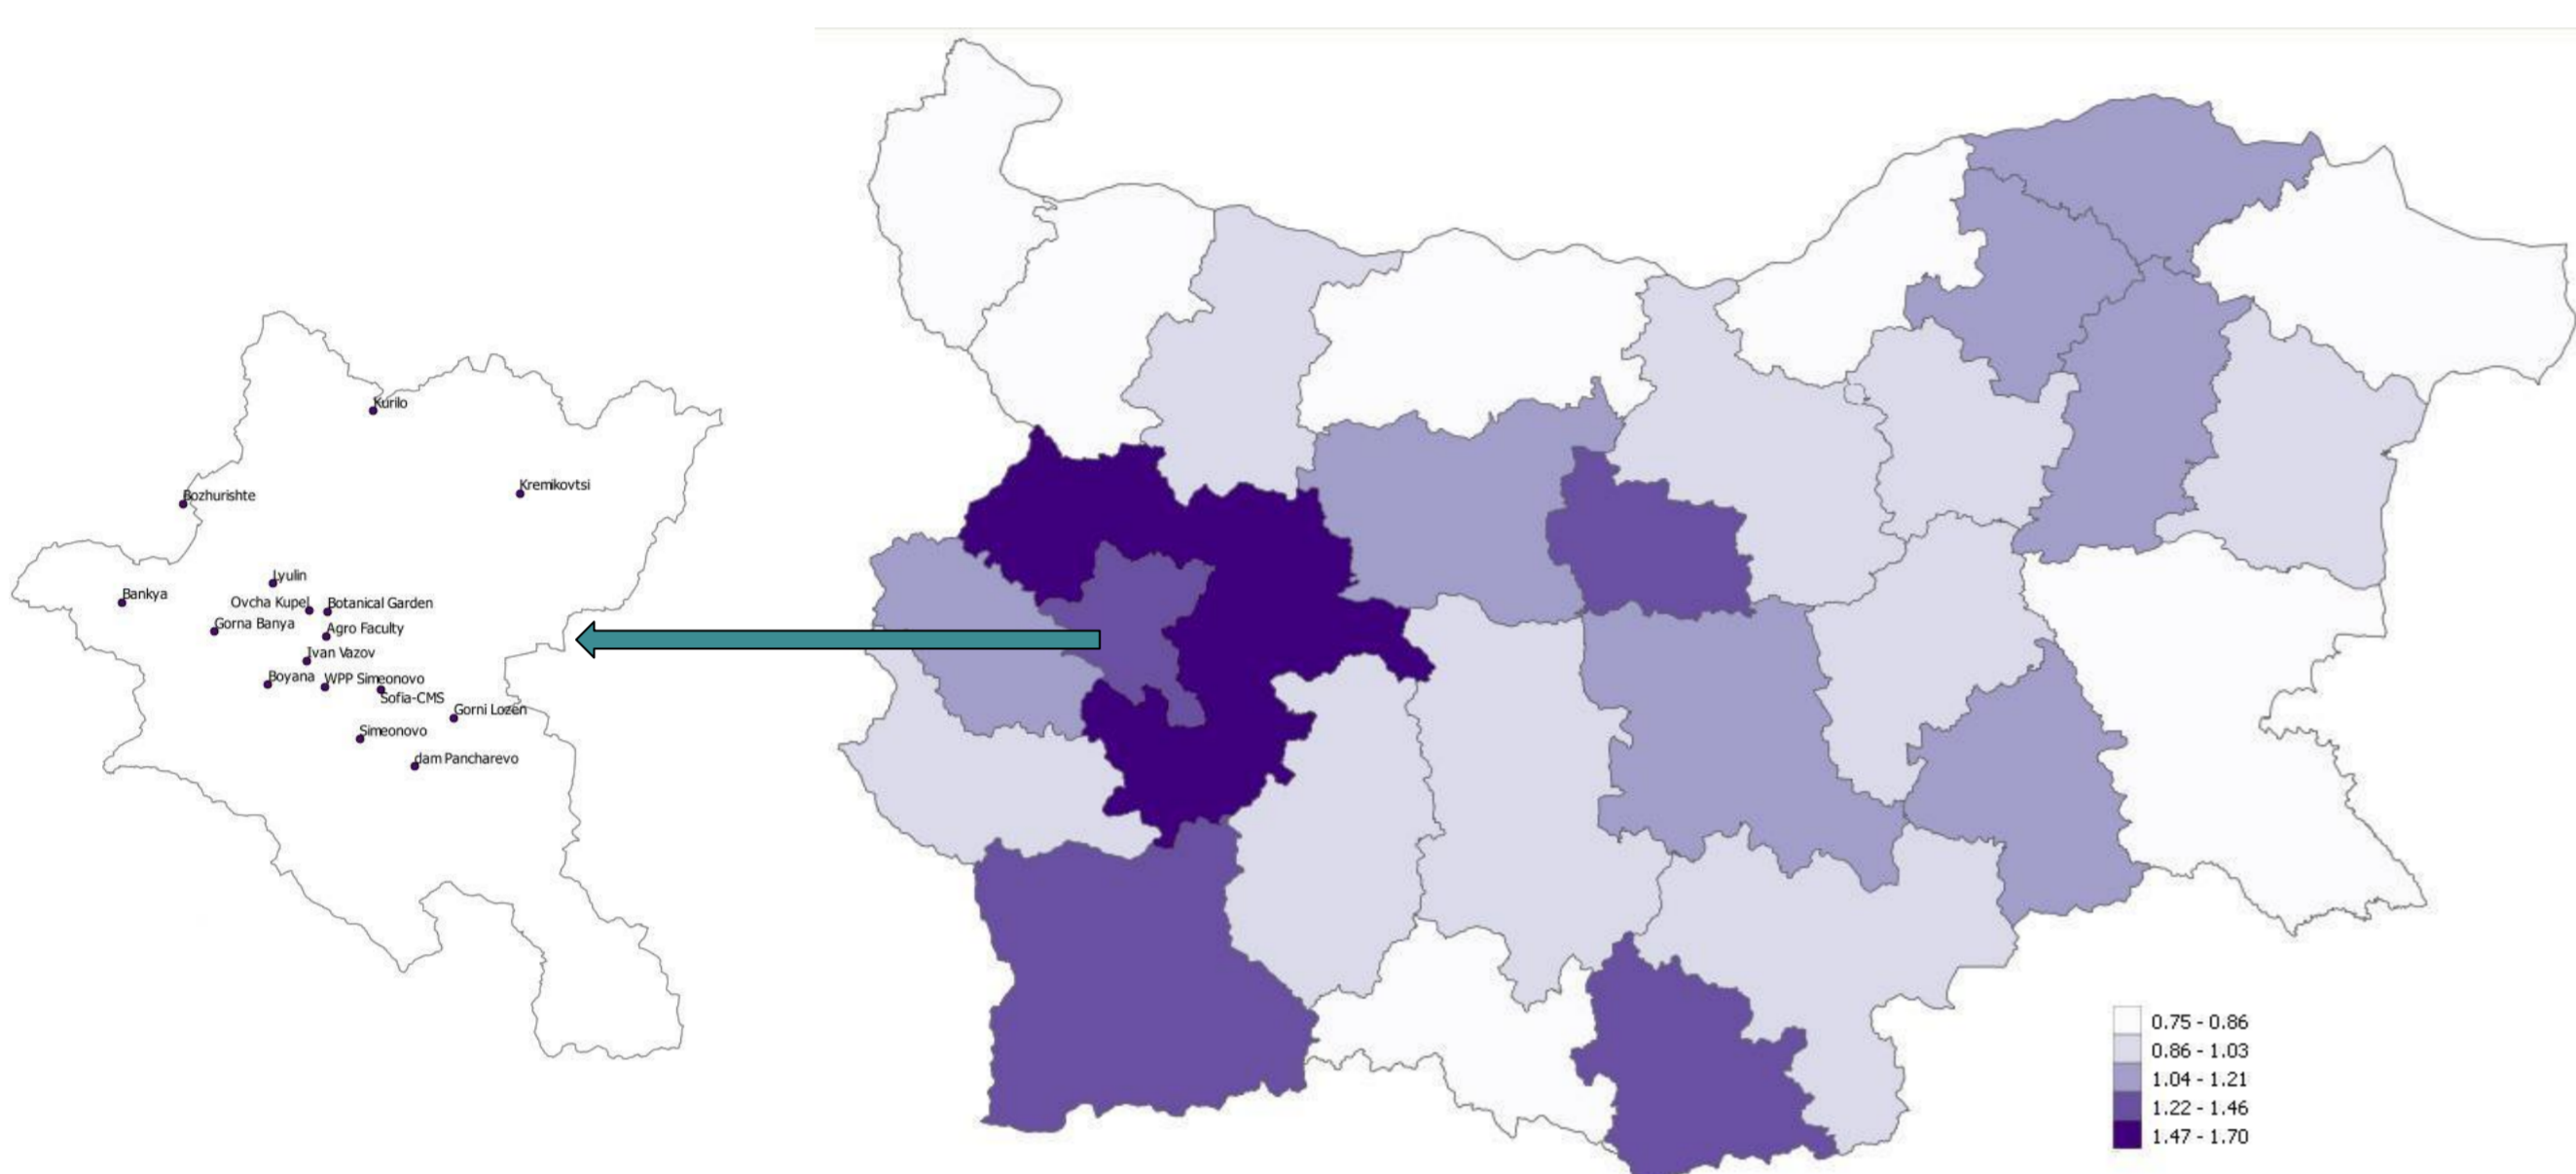 Kurilo
Kremikovtsi
Bozhurishte
Lyulin
Bankya
Ovcha Kupel
Botanical Garden
Gorna Banya
Agro Faculty
Ivan Vazov
Boyana
WPP Simeonovo
Sofia-CMS
Gorni Lozen
Simeonovo
dam Pancharevo
0.75 - 0.86
0.86 - 1.03
1.04 - 1.21
1.22 - 1.46
1.47 - 1.70